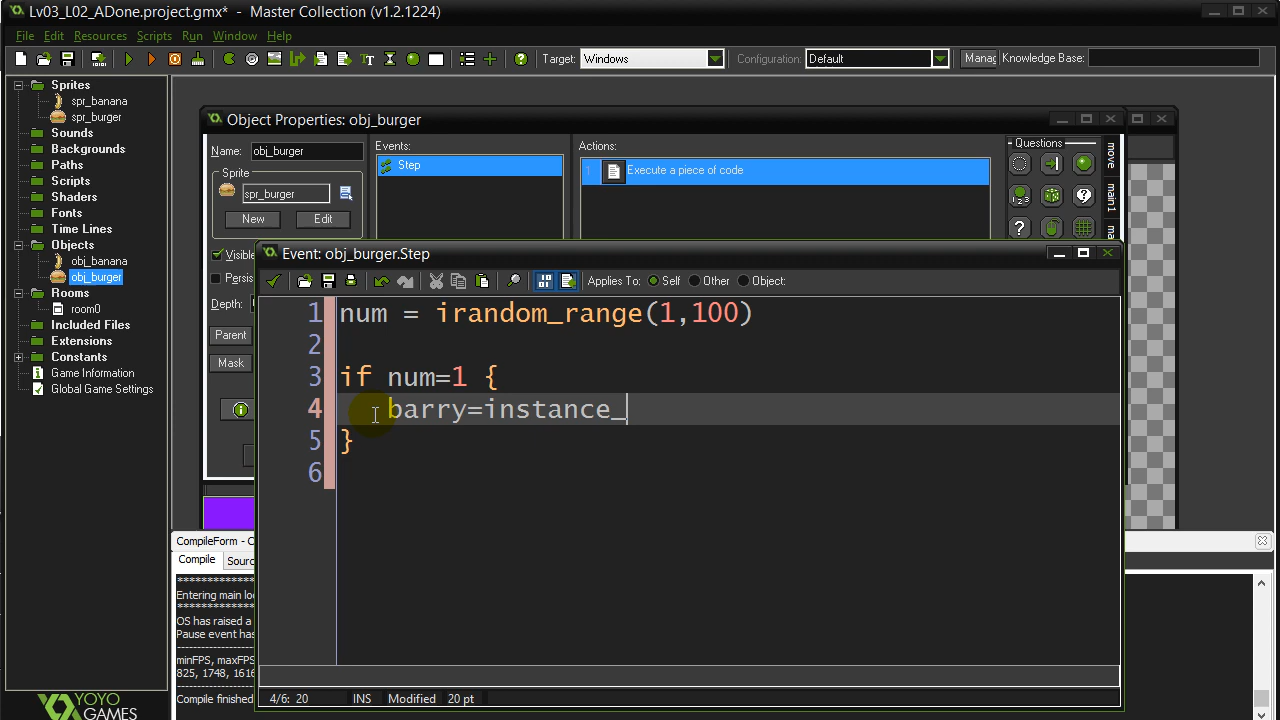 Lv03_L02_ADone.project.gmx* - Master Collection (v1.2.1224)
File Edit Resources Scripts Run Window Help
Target: Windows Configuration: Default Manag Knowledge Base:
Sprites
spr_banana
spr_burger
Sounds
Backgrounds
Paths
Scripts
Shaders
Fonts
Time Lines
Objects
obj_banana
obj_burger
Rooms
room0
Included Files
Extensions
Constants
Game Information
Global Game Settings
YOYO
GAMES
Object Properties: obj_burger
Name: obj_burger
Sprite
spr_burger
New Edit
Visible
Persis
Depth:
Parent
Mask
Events:
Step
Actions:
1 Execute a piece of code
Questions
move
main1
ma
Event: obj_burger.Step
Applies To: Self Other Object:
1 num = irandom_range(1,100)
2
3 if num=1 {
4 barry=instance_
5 }
6
4/6: 20 INS Modified 20 pt
CompileForm - C
Compile Sourc
******************
Entering main lo
******************
OS has raised a
Pause event has
minFPS, maxFPS
825, 1748, 1616
Compile finished